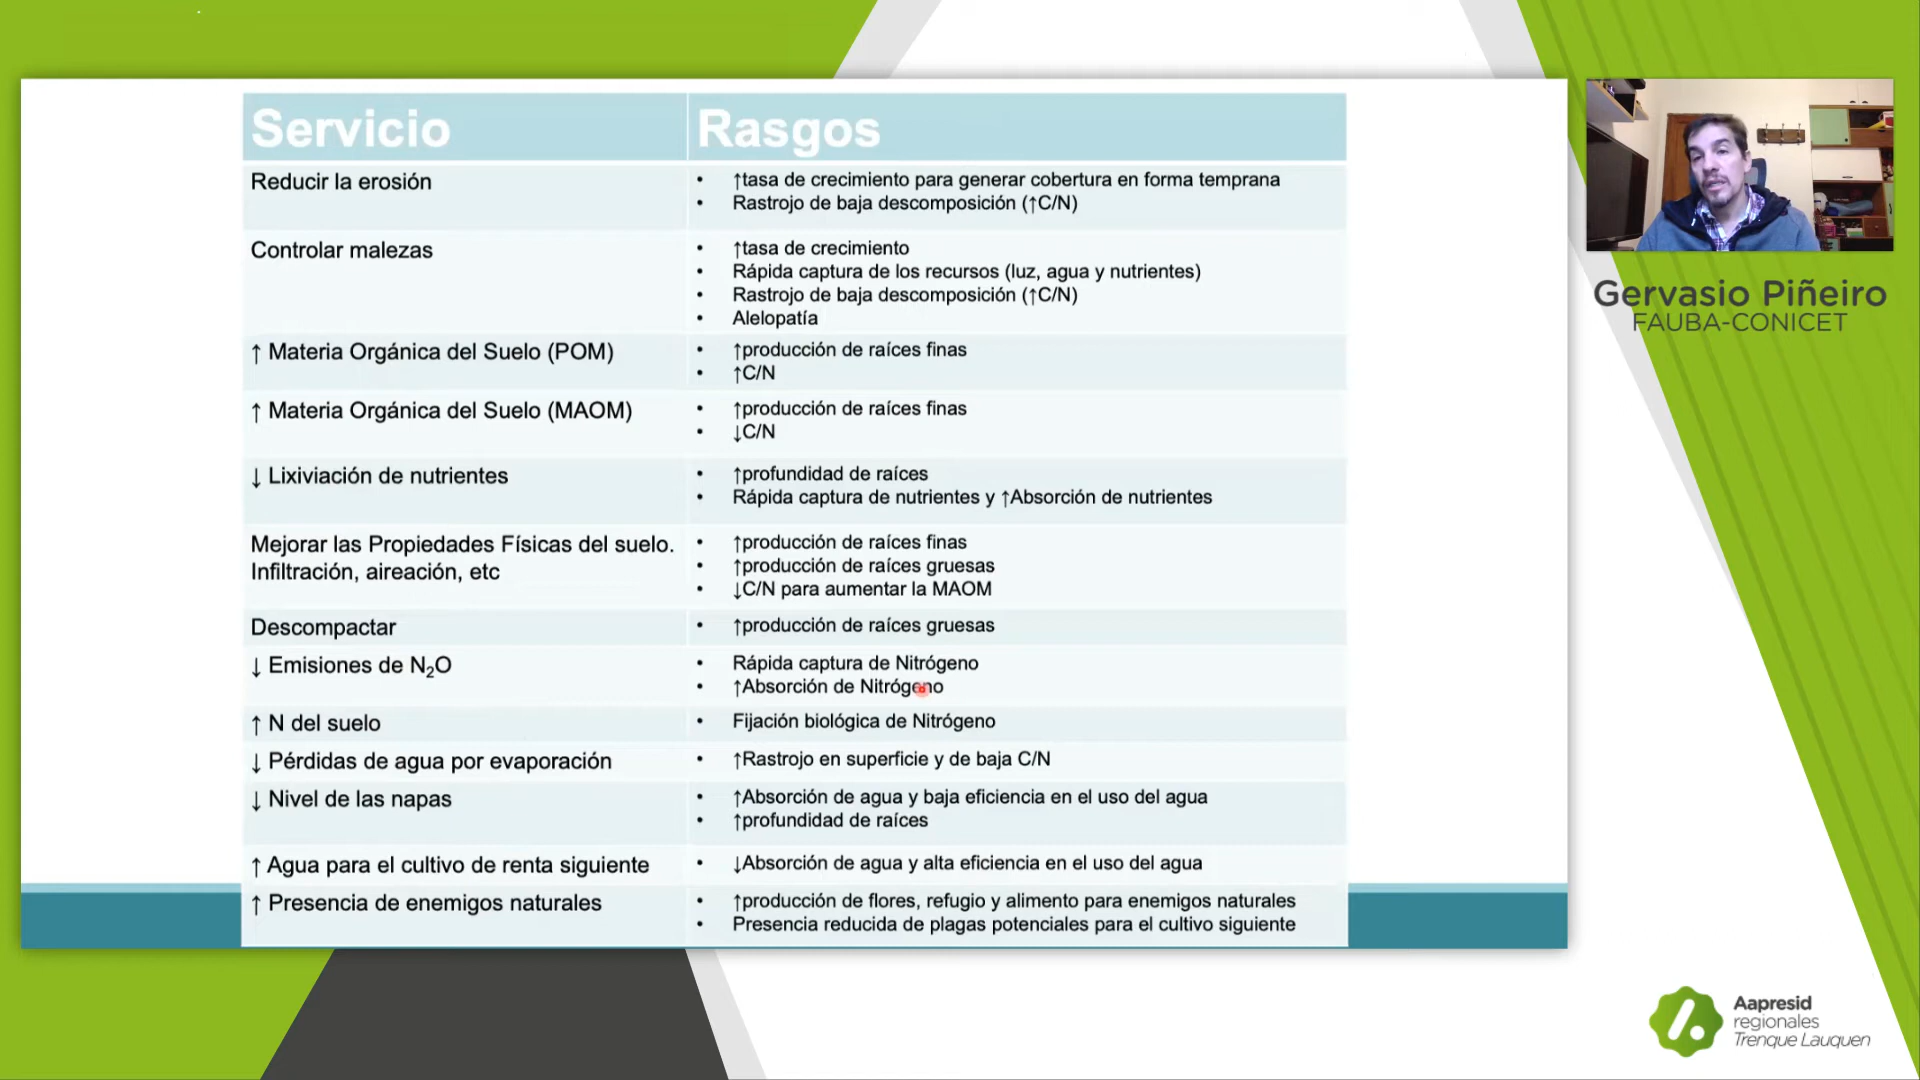 Servicio
Rasgos
Reducir la erosión
• ↑tasa de crecimiento para generar cobertura en forma temprana
• Rastrojo de baja descomposición (↑C/N)
Controlar malezas
• ↑tasa de crecimiento
• Rápida captura de los recursos (luz, agua y nutrientes)
• Rastrojo de baja descomposición (↑C/N)
• Alelopatía
↑ Materia Orgánica del Suelo (POM)
• ↑producción de raíces finas
• ↑C/N
↑ Materia Orgánica del Suelo (MAOM)
• ↑producción de raíces finas
• ↓C/N
↓ Lixiviación de nutrientes
• ↑profundidad de raíces
• Rápida captura de nutrientes y ↑Absorción de nutrientes
Mejorar las Propiedades Físicas del suelo.
Infiltración, aireación, etc
• ↑producción de raíces finas
• ↑producción de raíces gruesas
• ↓C/N para aumentar la MAOM
Descompactar
• ↑producción de raíces gruesas
↓ Emisiones de N₂O
• Rápida captura de Nitrógeno
• ↑Absorción de Nitrógeno
↑ N del suelo
• Fijación biológica de Nitrógeno
↓ Pérdidas de agua por evaporación
• ↑Rastrojo en superficie y de baja C/N
↓ Nivel de las napas
• ↑Absorción de agua y baja eficiencia en el uso del agua
• ↑profundidad de raíces
↑ Agua para el cultivo de renta siguiente
• ↓Absorción de agua y alta eficiencia en el uso del agua
↑ Presencia de enemigos naturales
• ↑producción de flores, refugio y alimento para enemigos naturales
• Presencia reducida de plagas potenciales para el cultivo siguiente
Gervasio Piñeiro
FAUBA-CONICET
Aapresid
regionales
Trenque Lauquen